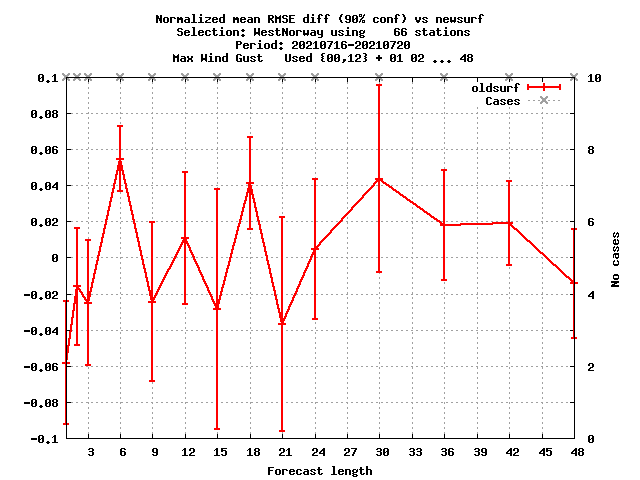 Normalized mean RMSE diff (90% conf) vs newsurf
Selection: WestNorway using    66 stations
Period: 20210716-20210720
Max Wind Gust   Used {00,12} + 01 02 ... 48
0.1
0.08
0.06
0.04
0.02
0
-0.02
-0.04
-0.06
-0.08
-0.1
oldsurf
Cases
10
8
6
4
2
0
No cases
3 6 9 12 15 18 21 24 27 30 33 36 39 42 45 48
Forecast length